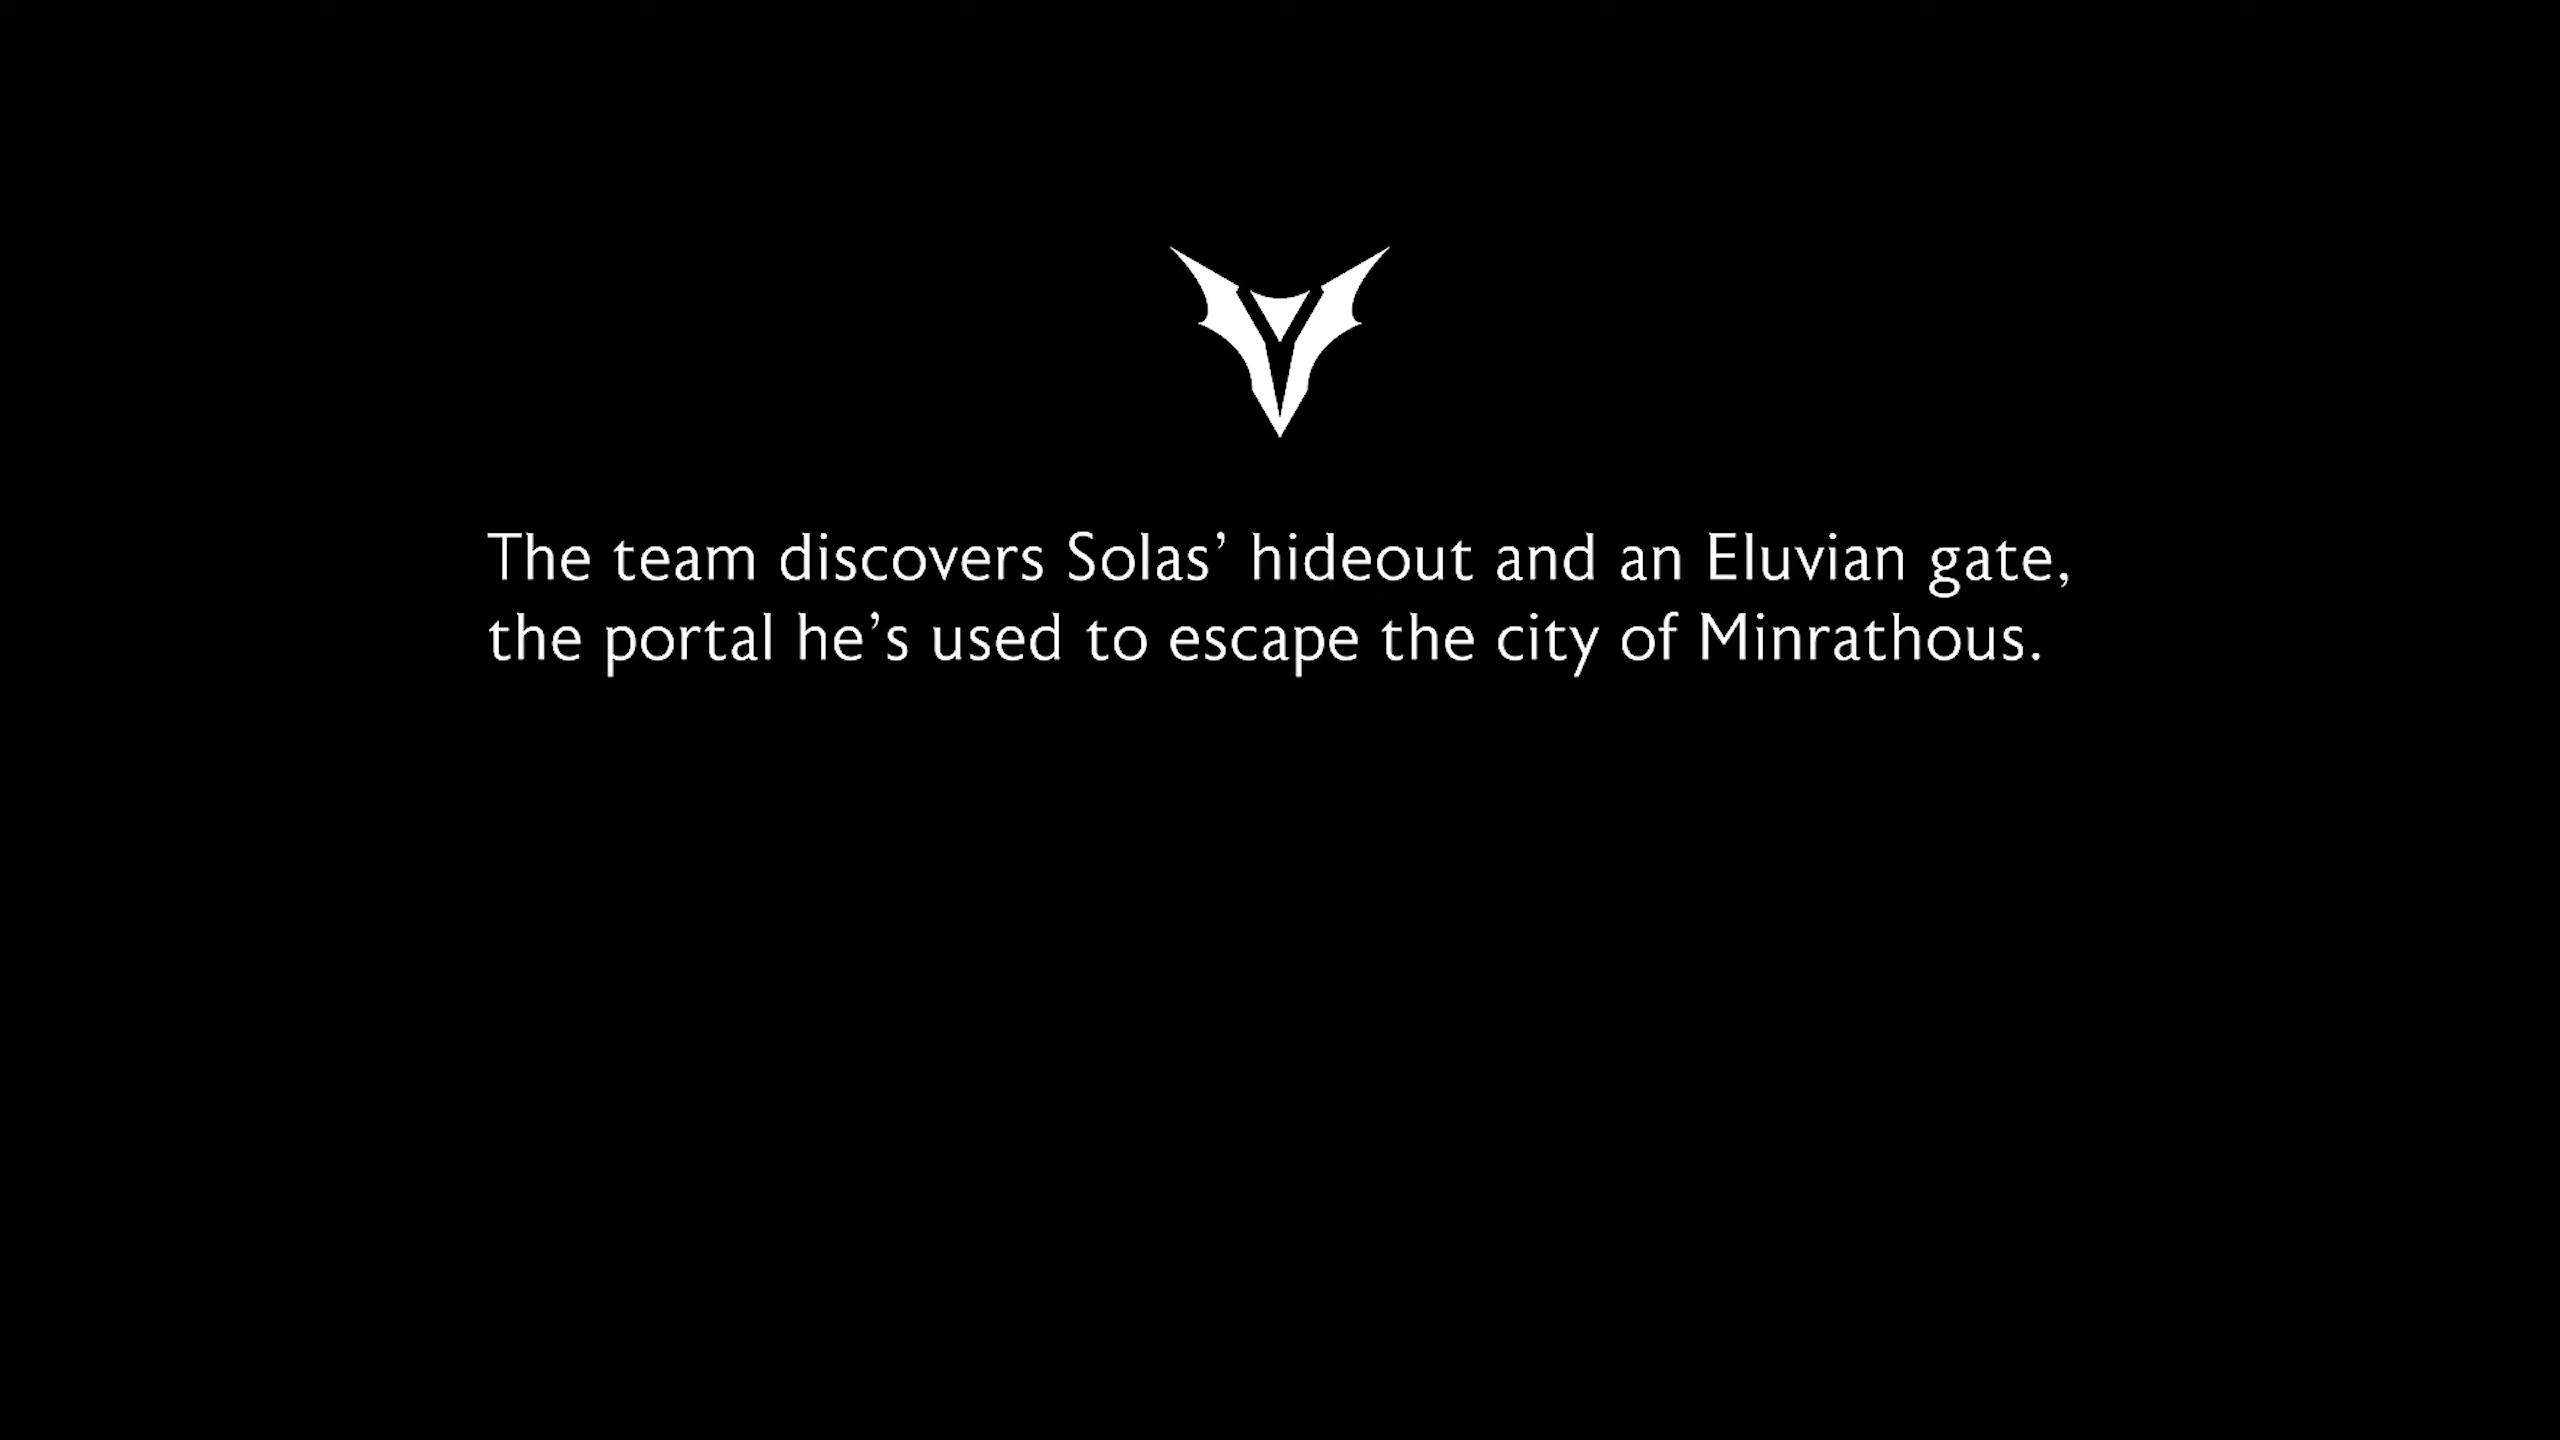 The team discovers Solas’ hideout and an Eluvian gate,
the portal he’s used to escape the city of Minrathous.